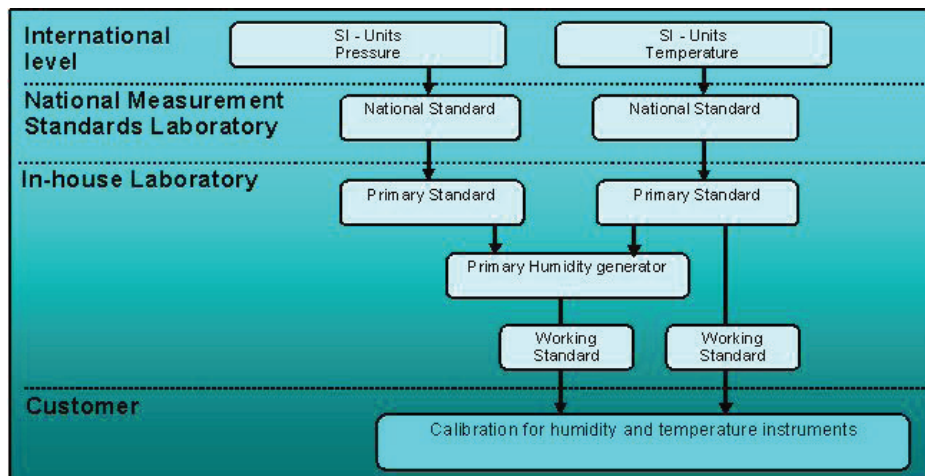 International
level
SI - Units
Pressure
SI - Units
Temperature
National Measurement
Standards Laboratory
National Standard
National Standard
In-house Laboratory
Primary Standard
Primary Standard
Primary Humidity generator
Working
Standard
Working
Standard
Customer
Calibration for humidity and temperature instruments